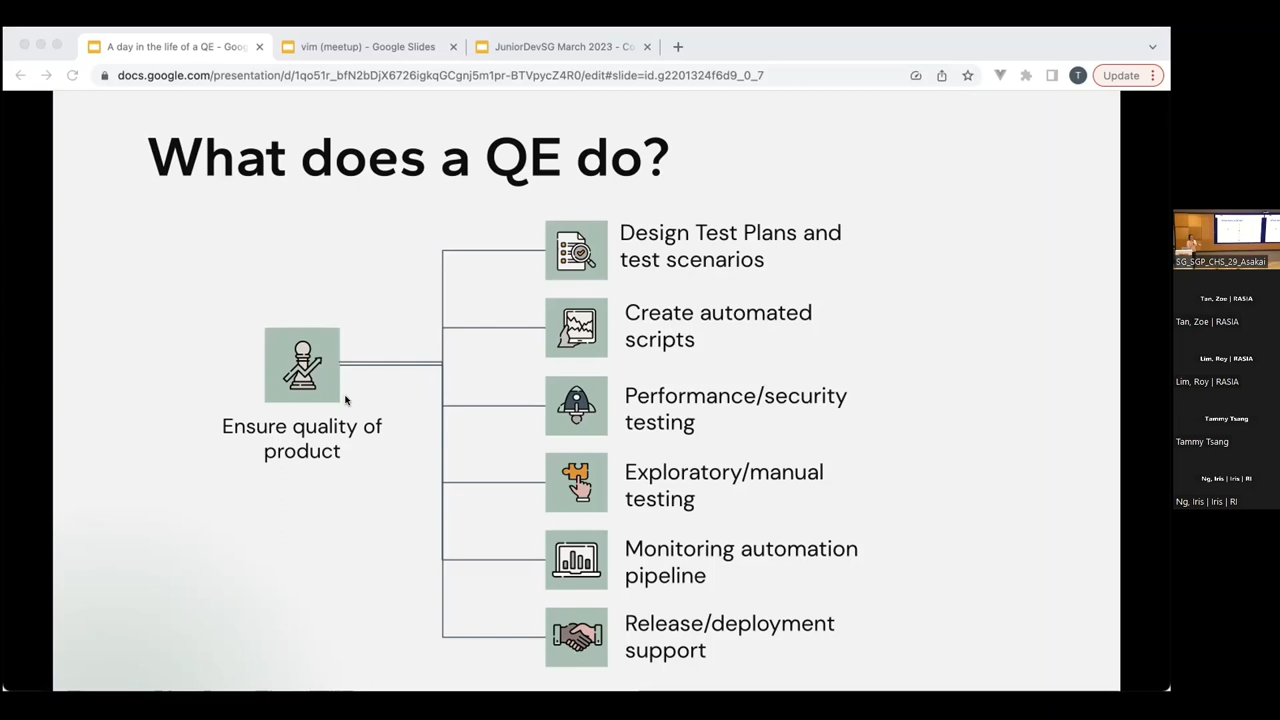 A day in the life of a QE - Goog
vim (meetup) - Google Slides
JuniorDevSG March 2023 - Co
docs.google.com/presentation/d/1qo51r_bfN2bDjX6726igkqGCgnj5m1pr-BTVpycZ4R0/edit#slide=id.g2201324f6d9_0_7
T
Update
What does a QE do?
Ensure quality of
product
Design Test Plans and
test scenarios
Create automated
scripts
Performance/security
testing
Exploratory/manual
testing
Monitoring automation
pipeline
Release/deployment
support
SG_SGP_CHS_29_Asakai
Tan, Zoe | RASIA
Tan, Zoe | RASIA
Lim, Roy | RASIA
Lim, Roy | RASIA
Tammy Tsang
Tammy Tsang
Ng, Iris | Iris | RI
Ng, Iris | Iris | RI